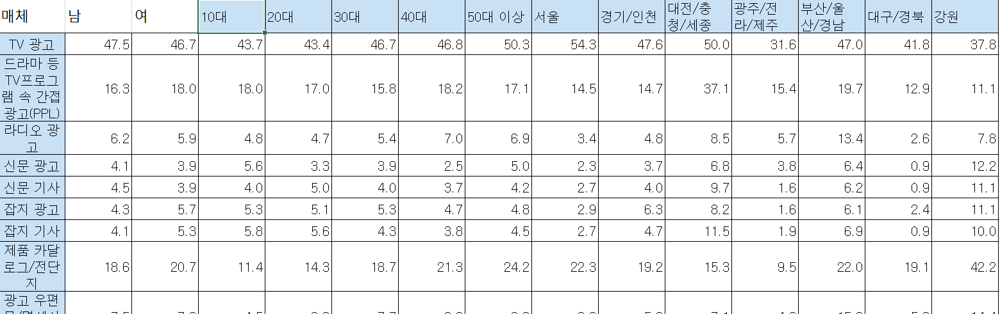 매체 남 여 10대 20대 30대 40대 50대 이상 서울 경기/인천 대전/충청/세종 광주/전라/제주 부산/울산/경남 대구/경북 강원
TV 광고 47.5 46.7 43.7 43.4 46.7 46.8 50.3 54.3 47.6 50.0 31.6 47.0 41.8 37.8
드라마 등
TV프로그
램 속 간접
광고(PPL) 16.3 18.0 18.0 17.0 15.8 18.2 17.1 14.5 14.7 37.1 15.4 19.7 12.9 11.1
라디오 광
고 6.2 5.9 4.8 4.7 5.4 7.0 6.9 3.4 4.8 8.5 5.7 13.4 2.6 7.8
신문 광고 4.1 3.9 5.6 3.3 3.9 2.5 5.0 2.3 3.7 6.8 3.8 6.4 0.9 12.2
신문 기사 4.5 3.9 4.0 5.0 4.0 3.7 4.2 2.7 4.0 9.7 1.6 6.2 0.9 11.1
잡지 광고 4.3 5.7 5.3 5.1 5.3 4.7 4.8 2.9 6.3 8.2 1.6 6.1 2.4 11.1
잡지 기사 4.1 5.3 5.8 5.6 4.3 3.8 4.5 2.7 4.7 11.5 1.9 6.9 0.9 10.0
제품 카달
로그/전단
지 18.6 20.7 11.4 14.3 18.7 21.3 24.2 22.3 19.2 15.3 9.5 22.0 19.1 42.2
광고 우편